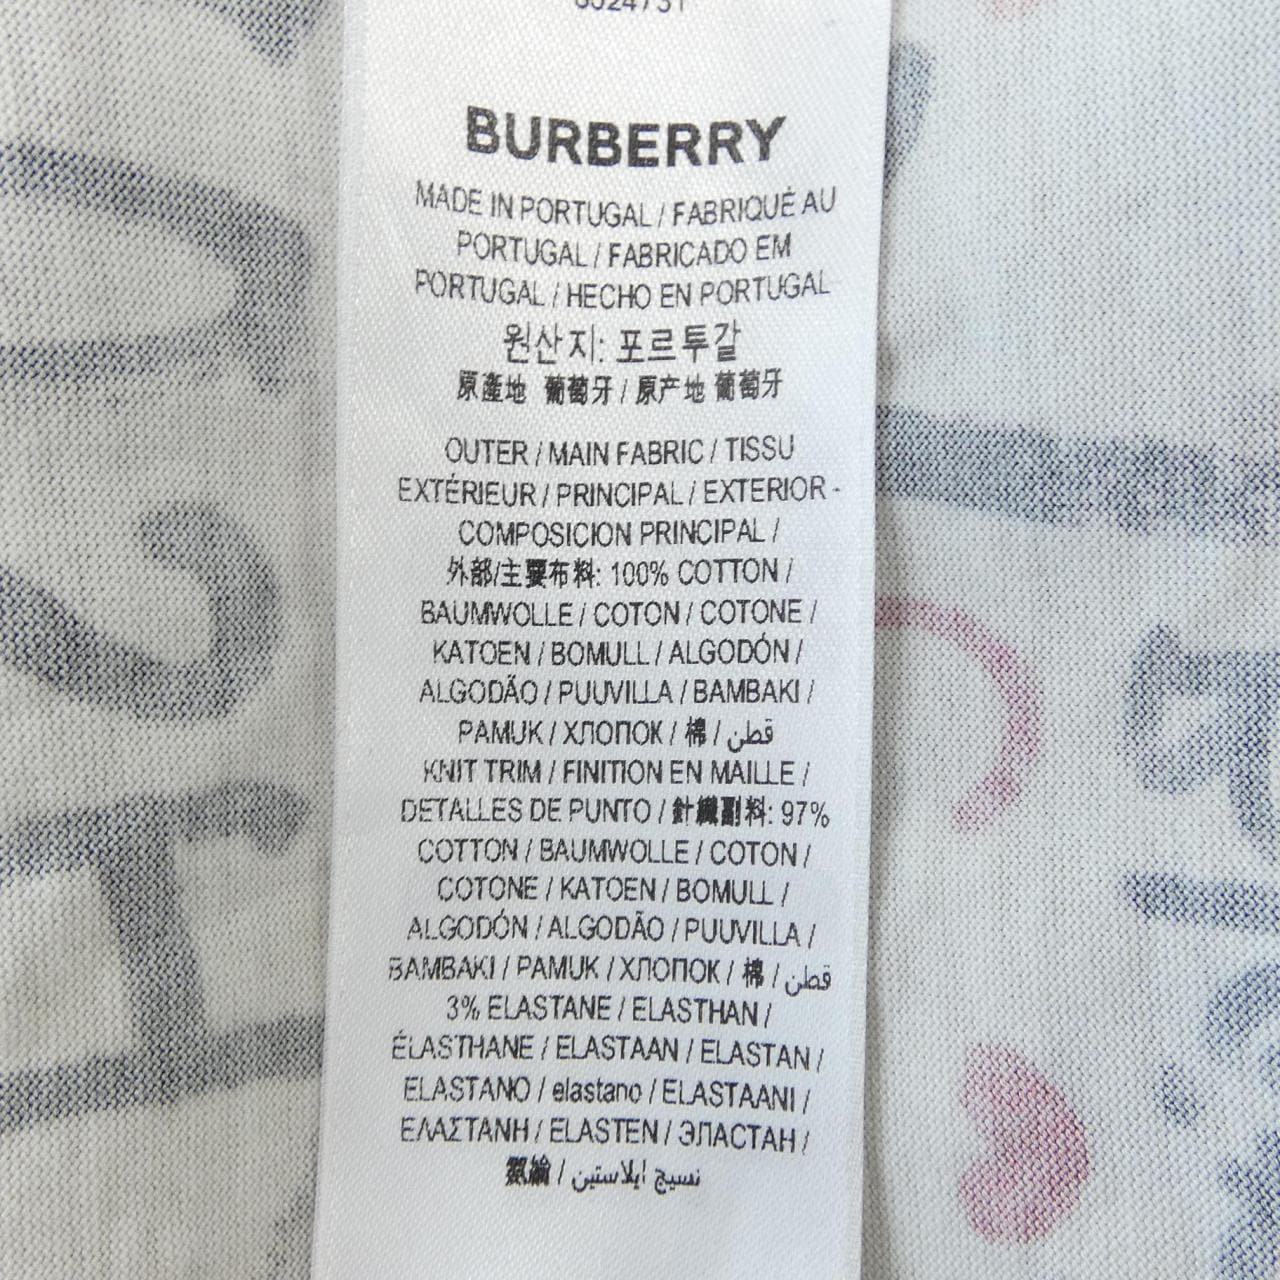 BURBERRY
MADE IN PORTUGAL / FABRIQUÉ AU
PORTUGAL / FABRICADO EM
PORTUGAL / HECHO EN PORTUGAL
원산지: 포르투갈
原產地 葡萄牙 / 原产地 葡萄牙
OUTER / MAIN FABRIC / TISSU
EXTÉRIEUR / PRINCIPAL / EXTERIOR -
COMPOSICION PRINCIPAL /
外部/主要布料: 100% COTTON /
BAUMWOLLE / COTON / COTONE /
KATOEN / BOMULL / ALGODÓN /
ALGODÃO / PUUVILLA / BAMBAKI /
PAMUK / ХЛОПОК / 棉 / قطن
KNIT TRIM / FINITION EN MAILLE /
DETALLES DE PUNTO / 針織副料: 97%
COTTON / BAUMWOLLE / COTON /
COTONE / KATOEN / BOMULL /
ALGODÓN / ALGODÃO / PUUVILLA /
BAMBAKI / PAMUK / ХЛОПОК / 棉 / قطن
3% ELASTANE / ELASTHAN /
ÉLASTHANE / ELASTAAN / ELASTAN /
ELASTANO / elastano / ELASTAANI /
ΕΛΑΣΤΑΝΗ / ELASTEN / ЭЛАСТАН /
/ نسيج ايلاستين